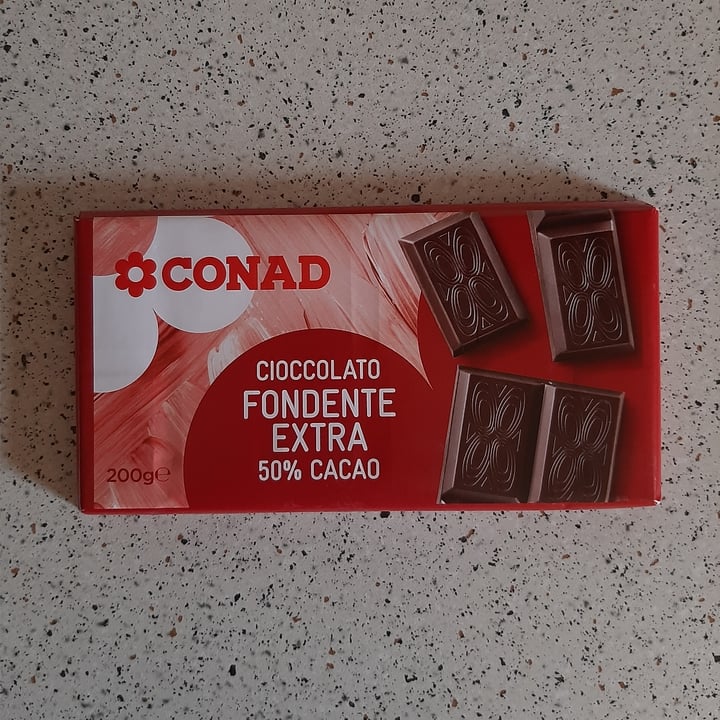 CONAD
CIOCCOLATO
FONDENTE
EXTRA
50% CACAO
200g℮